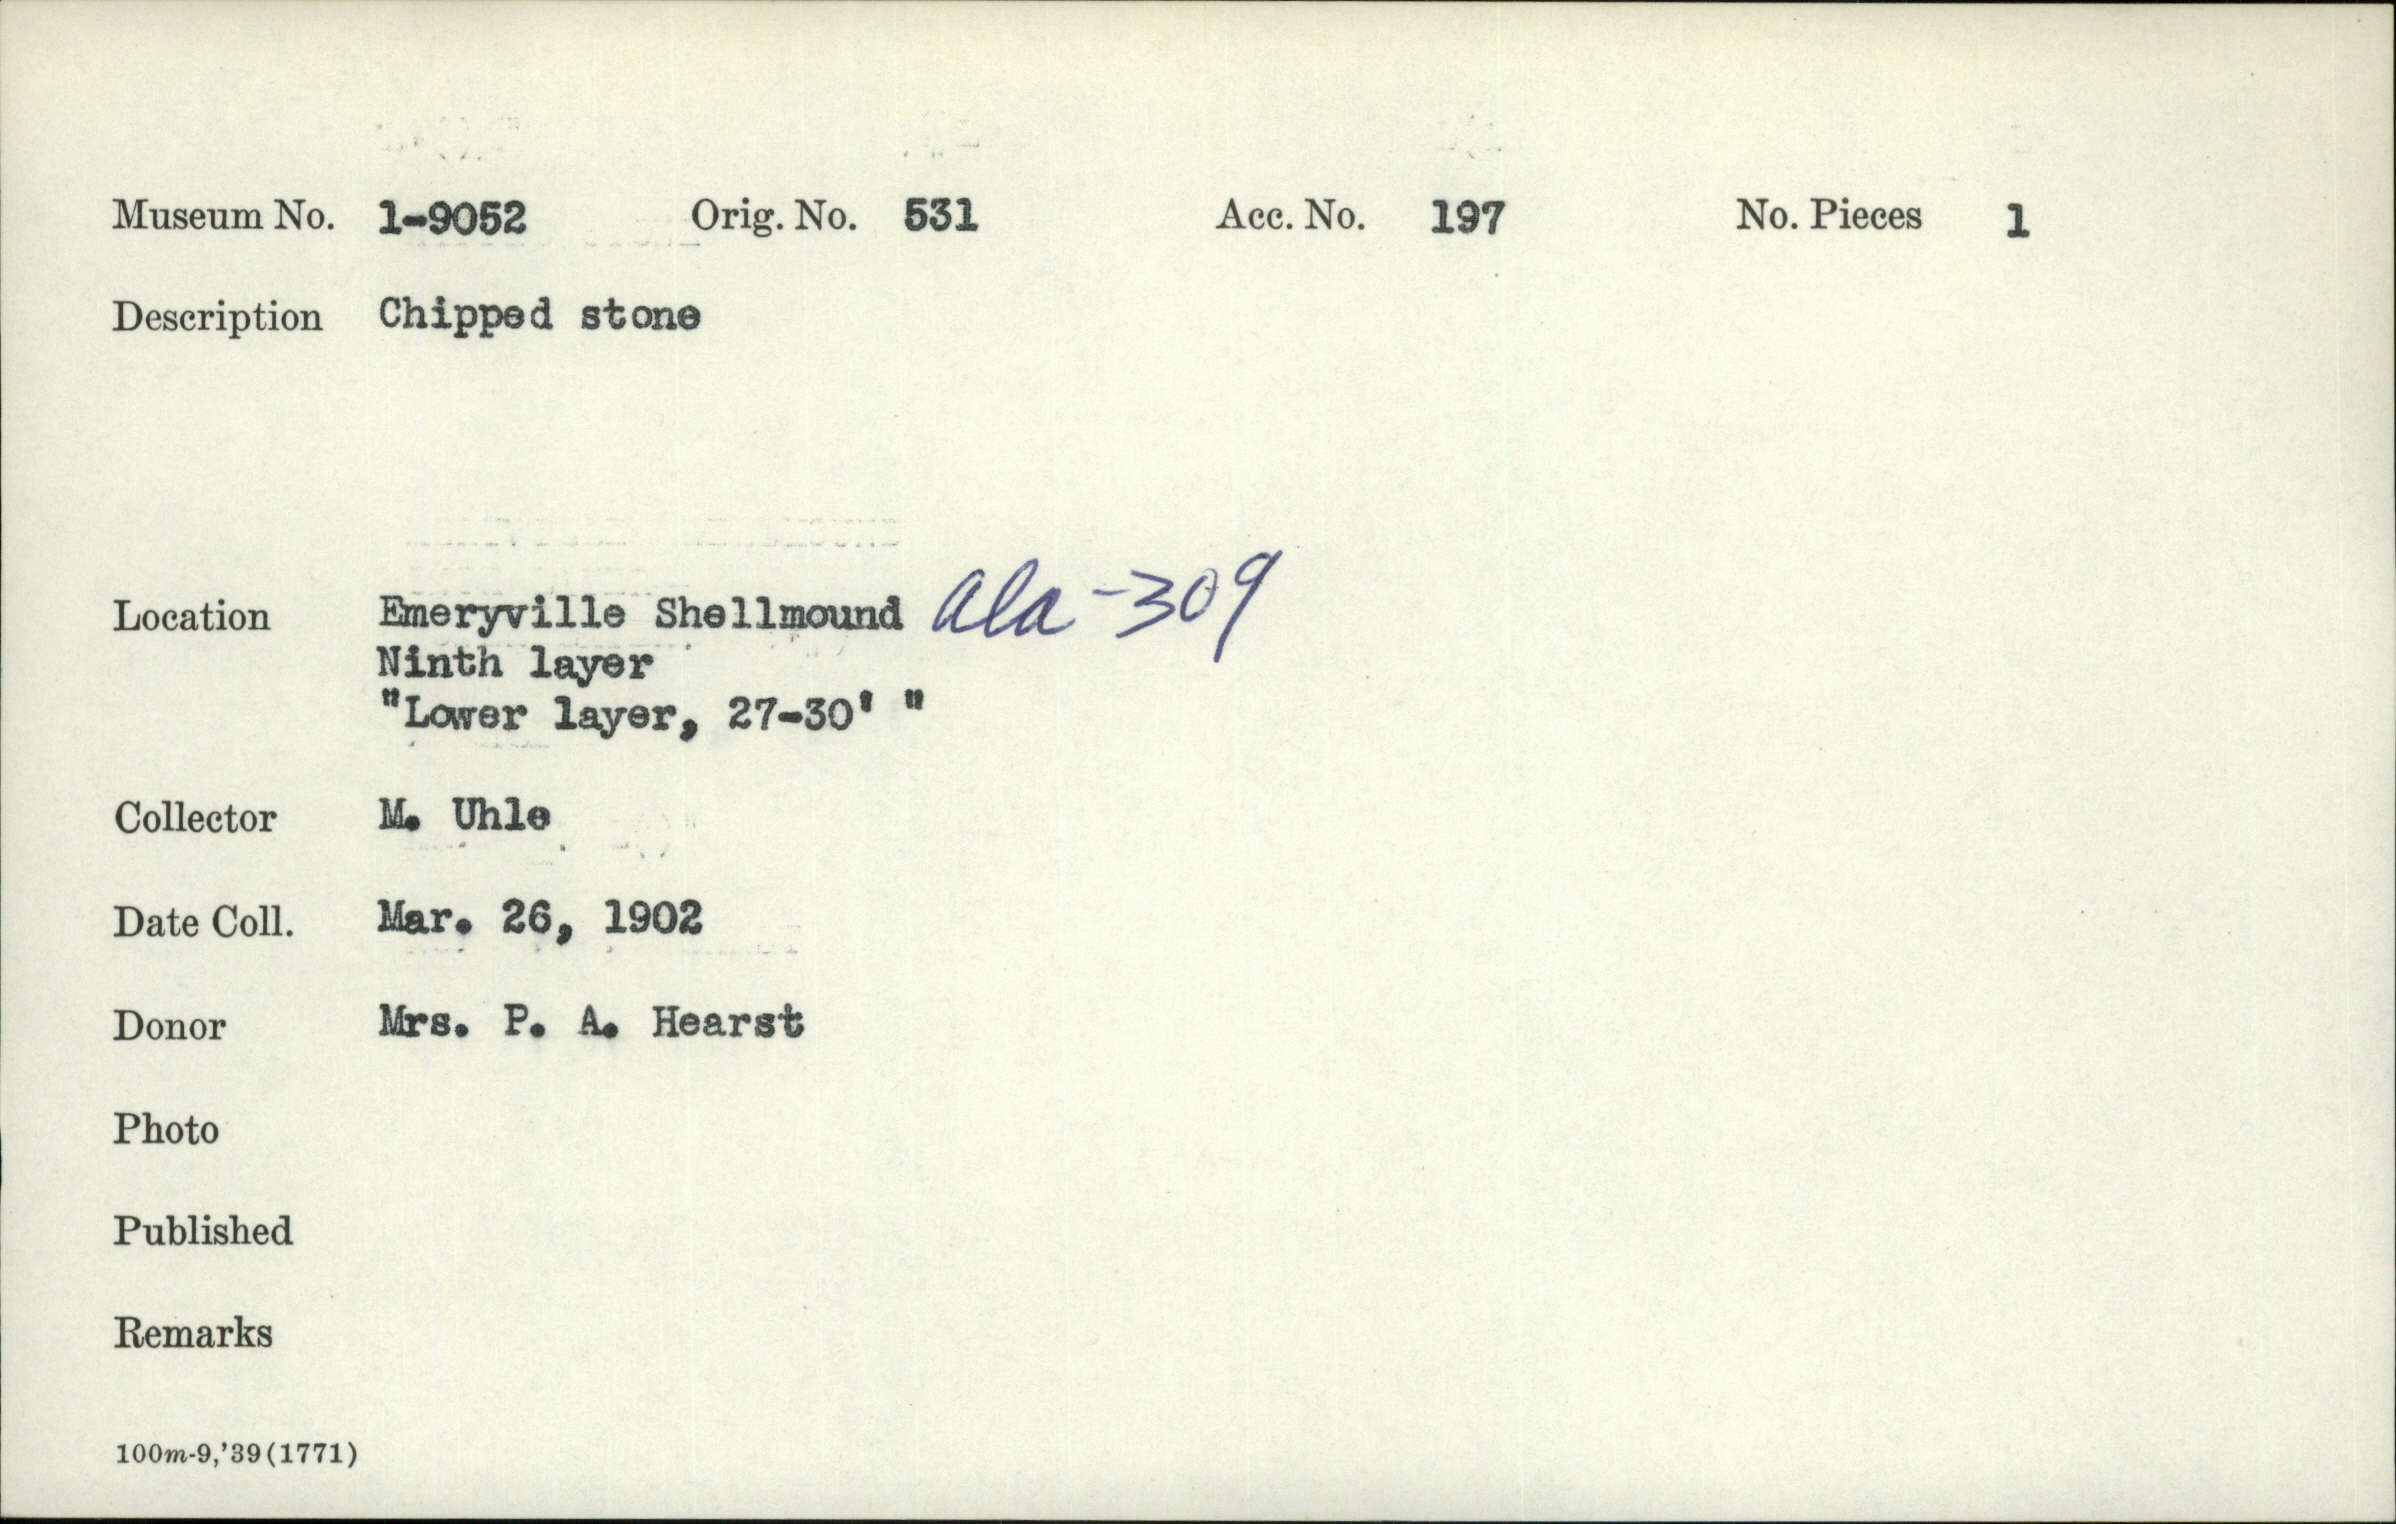 Museum No. 1-9052 Orig. No. 531 Acc. No. 197 No. Pieces 1
Description Chipped stone
Location Emeryville Shellmound Ala-309
Ninth layer
"Lower layer, 27-30' "
Collector M. Uhle
Date Coll. Mar. 26, 1902
Donor Mrs. P. A. Hearst
Photo
Published
Remarks
100m-9,'39(1771)